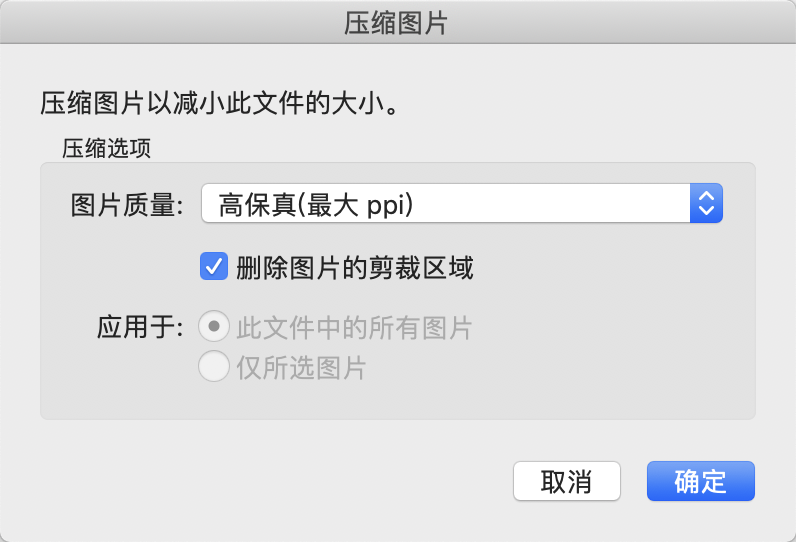 压缩图片
压缩图片以减小此文件的大小。
压缩选项
图片质量: 高保真(最大 ppi)
删除图片的剪裁区域
应用于: 此文件中的所有图片
仅所选图片
取消 确定